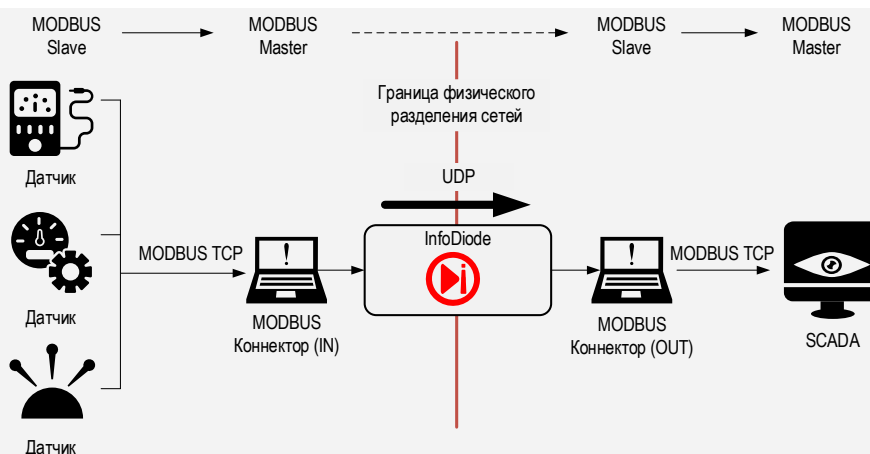 MODBUS
Slave
MODBUS
Master
MODBUS
Slave
MODBUS
Master
Граница физического
разделения сетей
Датчик
UDP
InfoDiode
Датчик
MODBUS TCP
MODBUS
Коннектор (IN)
MODBUS
Коннектор (OUT)
MODBUS TCP
SCADA
Датчик